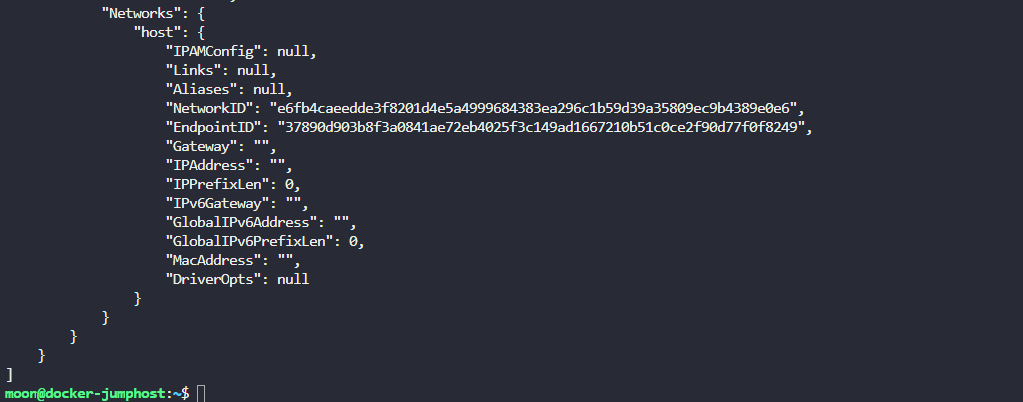 "Networks": {
"host": {
"IPAMConfig": null,
"Links": null,
"Aliases": null,
"NetworkID": "e6fb4caeedde3f8201d4e5a4999684383ea296c1b59d39a35809ec9b4389e0e6",
"EndpointID": "37890d903b8f3a0841ae72eb4025f3c149ad1667210b51c0ce2f90d77f0f8249",
"Gateway": "",
"IPAddress": "",
"IPPrefixLen": 0,
"IPv6Gateway": "",
"GlobalIPv6Address": "",
"GlobalIPv6PrefixLen": 0,
"MacAddress": "",
"DriverOpts": null
}
}
}
}
]
moon@docker-jumphost:~$